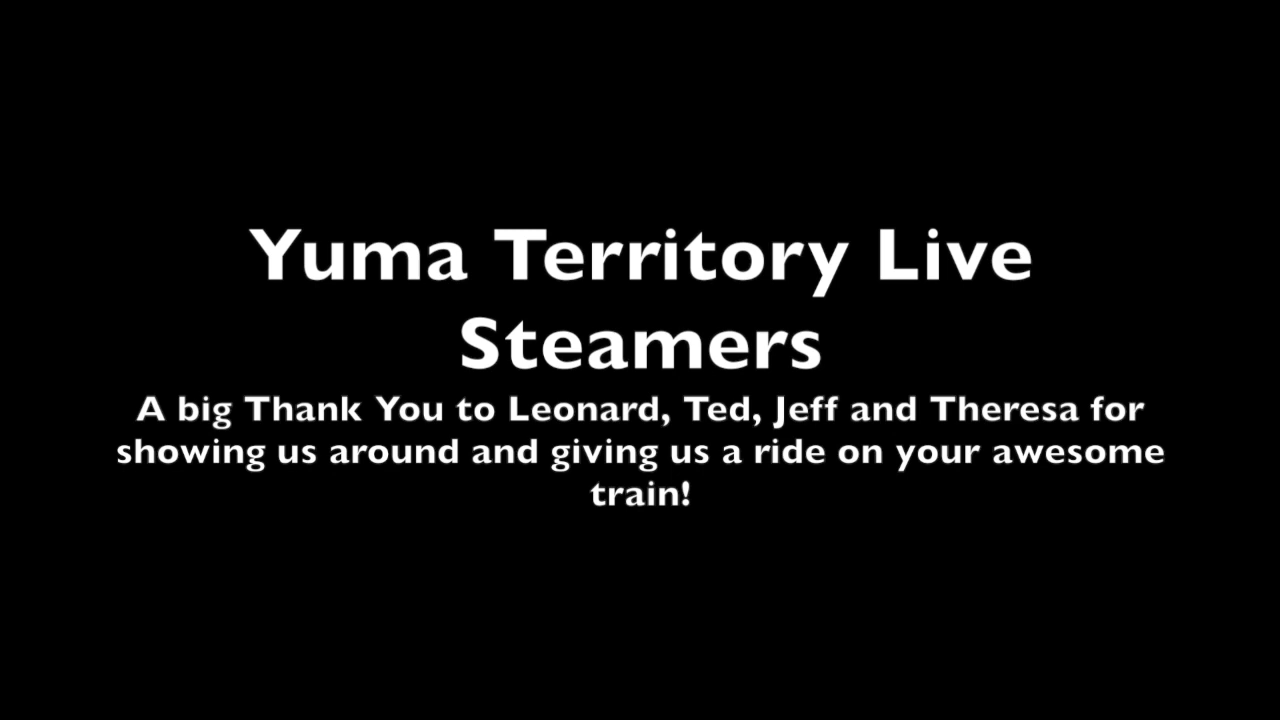 Yuma Territory Live
Steamers
A big Thank You to Leonard, Ted, Jeff and Theresa for
showing us around and giving us a ride on your awesome
train!